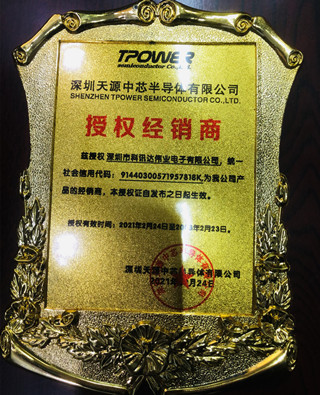 TPOWER
semiconductor Co., L
深圳天源中芯半导体有限公司
SHENZHEN TPOWER SEMICONDUCTOR CO.,LTD.
授权经销商
兹授权 深圳市科讯达伟业电子有限公司,统一
社会信用代码:91440300571957818K,为我公司产
品的经销商,本授权证自发布之日起生效。
授权有效时间:2021年2月24日至 年2月23日。
深圳天源中芯半导体有限公司
2021年 月24日